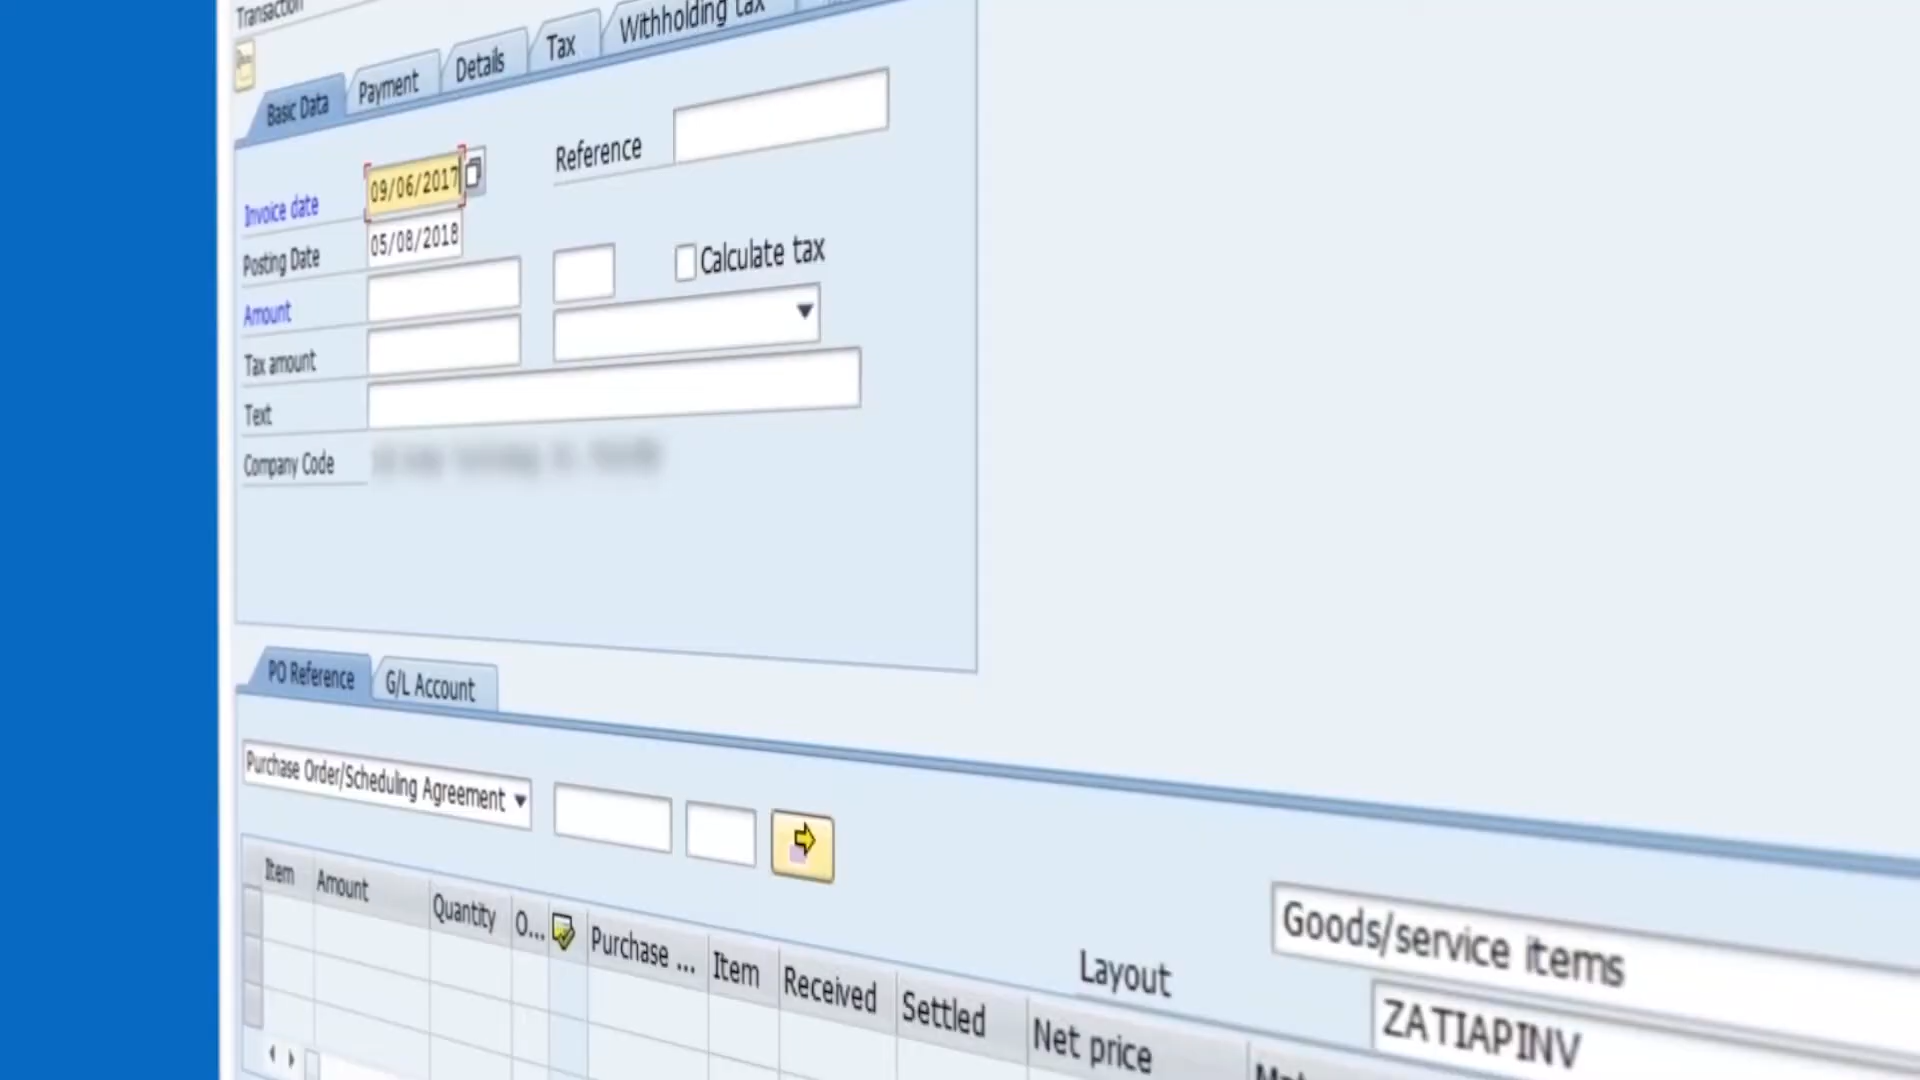 Transaction
Basic Data
Payment
Details
Tax
Withholding tax
Invoice date
09/06/2017
Reference
Posting Date
05/08/2018
Amount
Calculate tax
Tax amount
Text
Company Code
PO Reference
G/L Account
Purchase Order/Scheduling Agreement
Layout
Goods/service items
ZATIAPINV
Item
Amount
Quantity
O...
Purchase ...
Item
Received
Settled
Net price